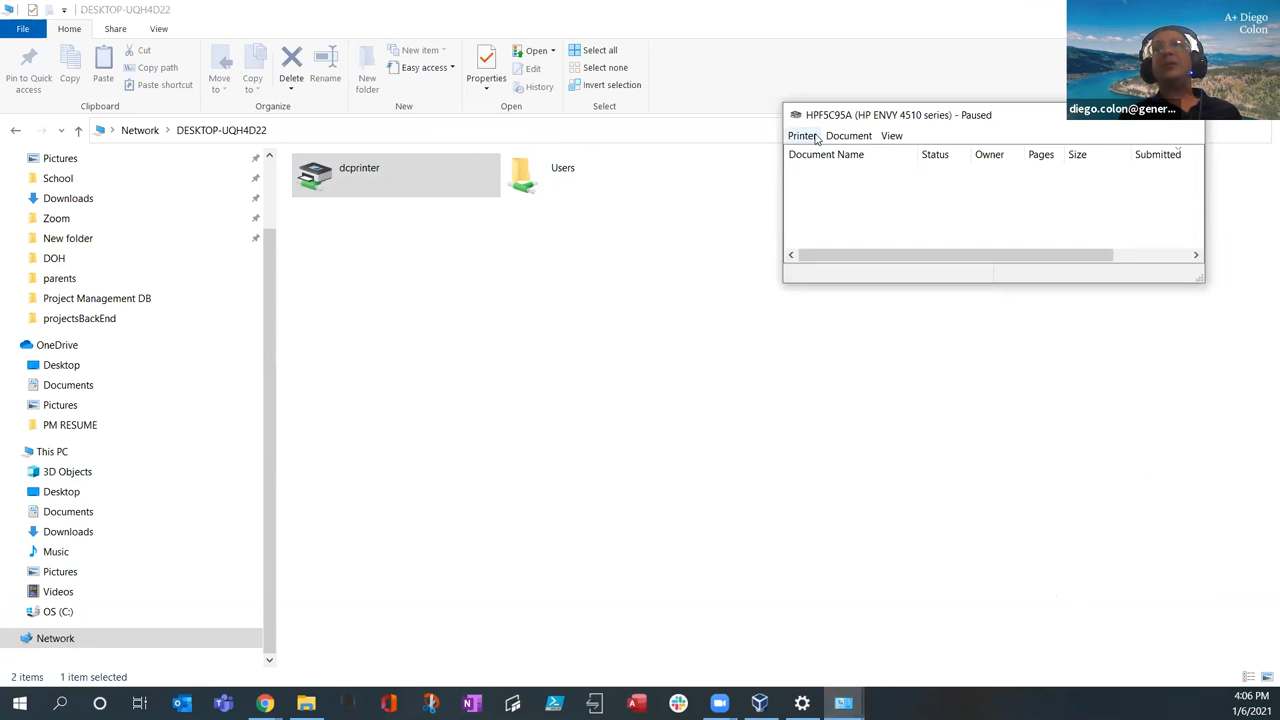 DESKTOP-UQH4D22
File Home Share View
Pin to Quick access
Copy
Paste
Cut
Copy path
Paste shortcut
Clipboard
Move to
Copy to
Delete
Rename
Organize
New folder
New item
Easy access
New
Properties
Open
Edit
History
Open
Select all
Select none
Invert selection
Select
Network DESKTOP-UQH4D22
Pictures
School
Downloads
Zoom
New folder
DOH
parents
Project Management DB
projectsBackEnd
OneDrive
Desktop
Documents
Pictures
PM RESUME
This PC
3D Objects
Desktop
Documents
Downloads
Music
Pictures
Videos
OS (C:)
Network
dcprinter
Users
HPF5C95A (HP ENVY 4510 series) - Paused
Printer Document View
Document Name Status Owner Pages Size Submitted
A+ Diego
Colon
diego.colon@gener...
2 items 1 item selected
4:06 PM
1/6/2021